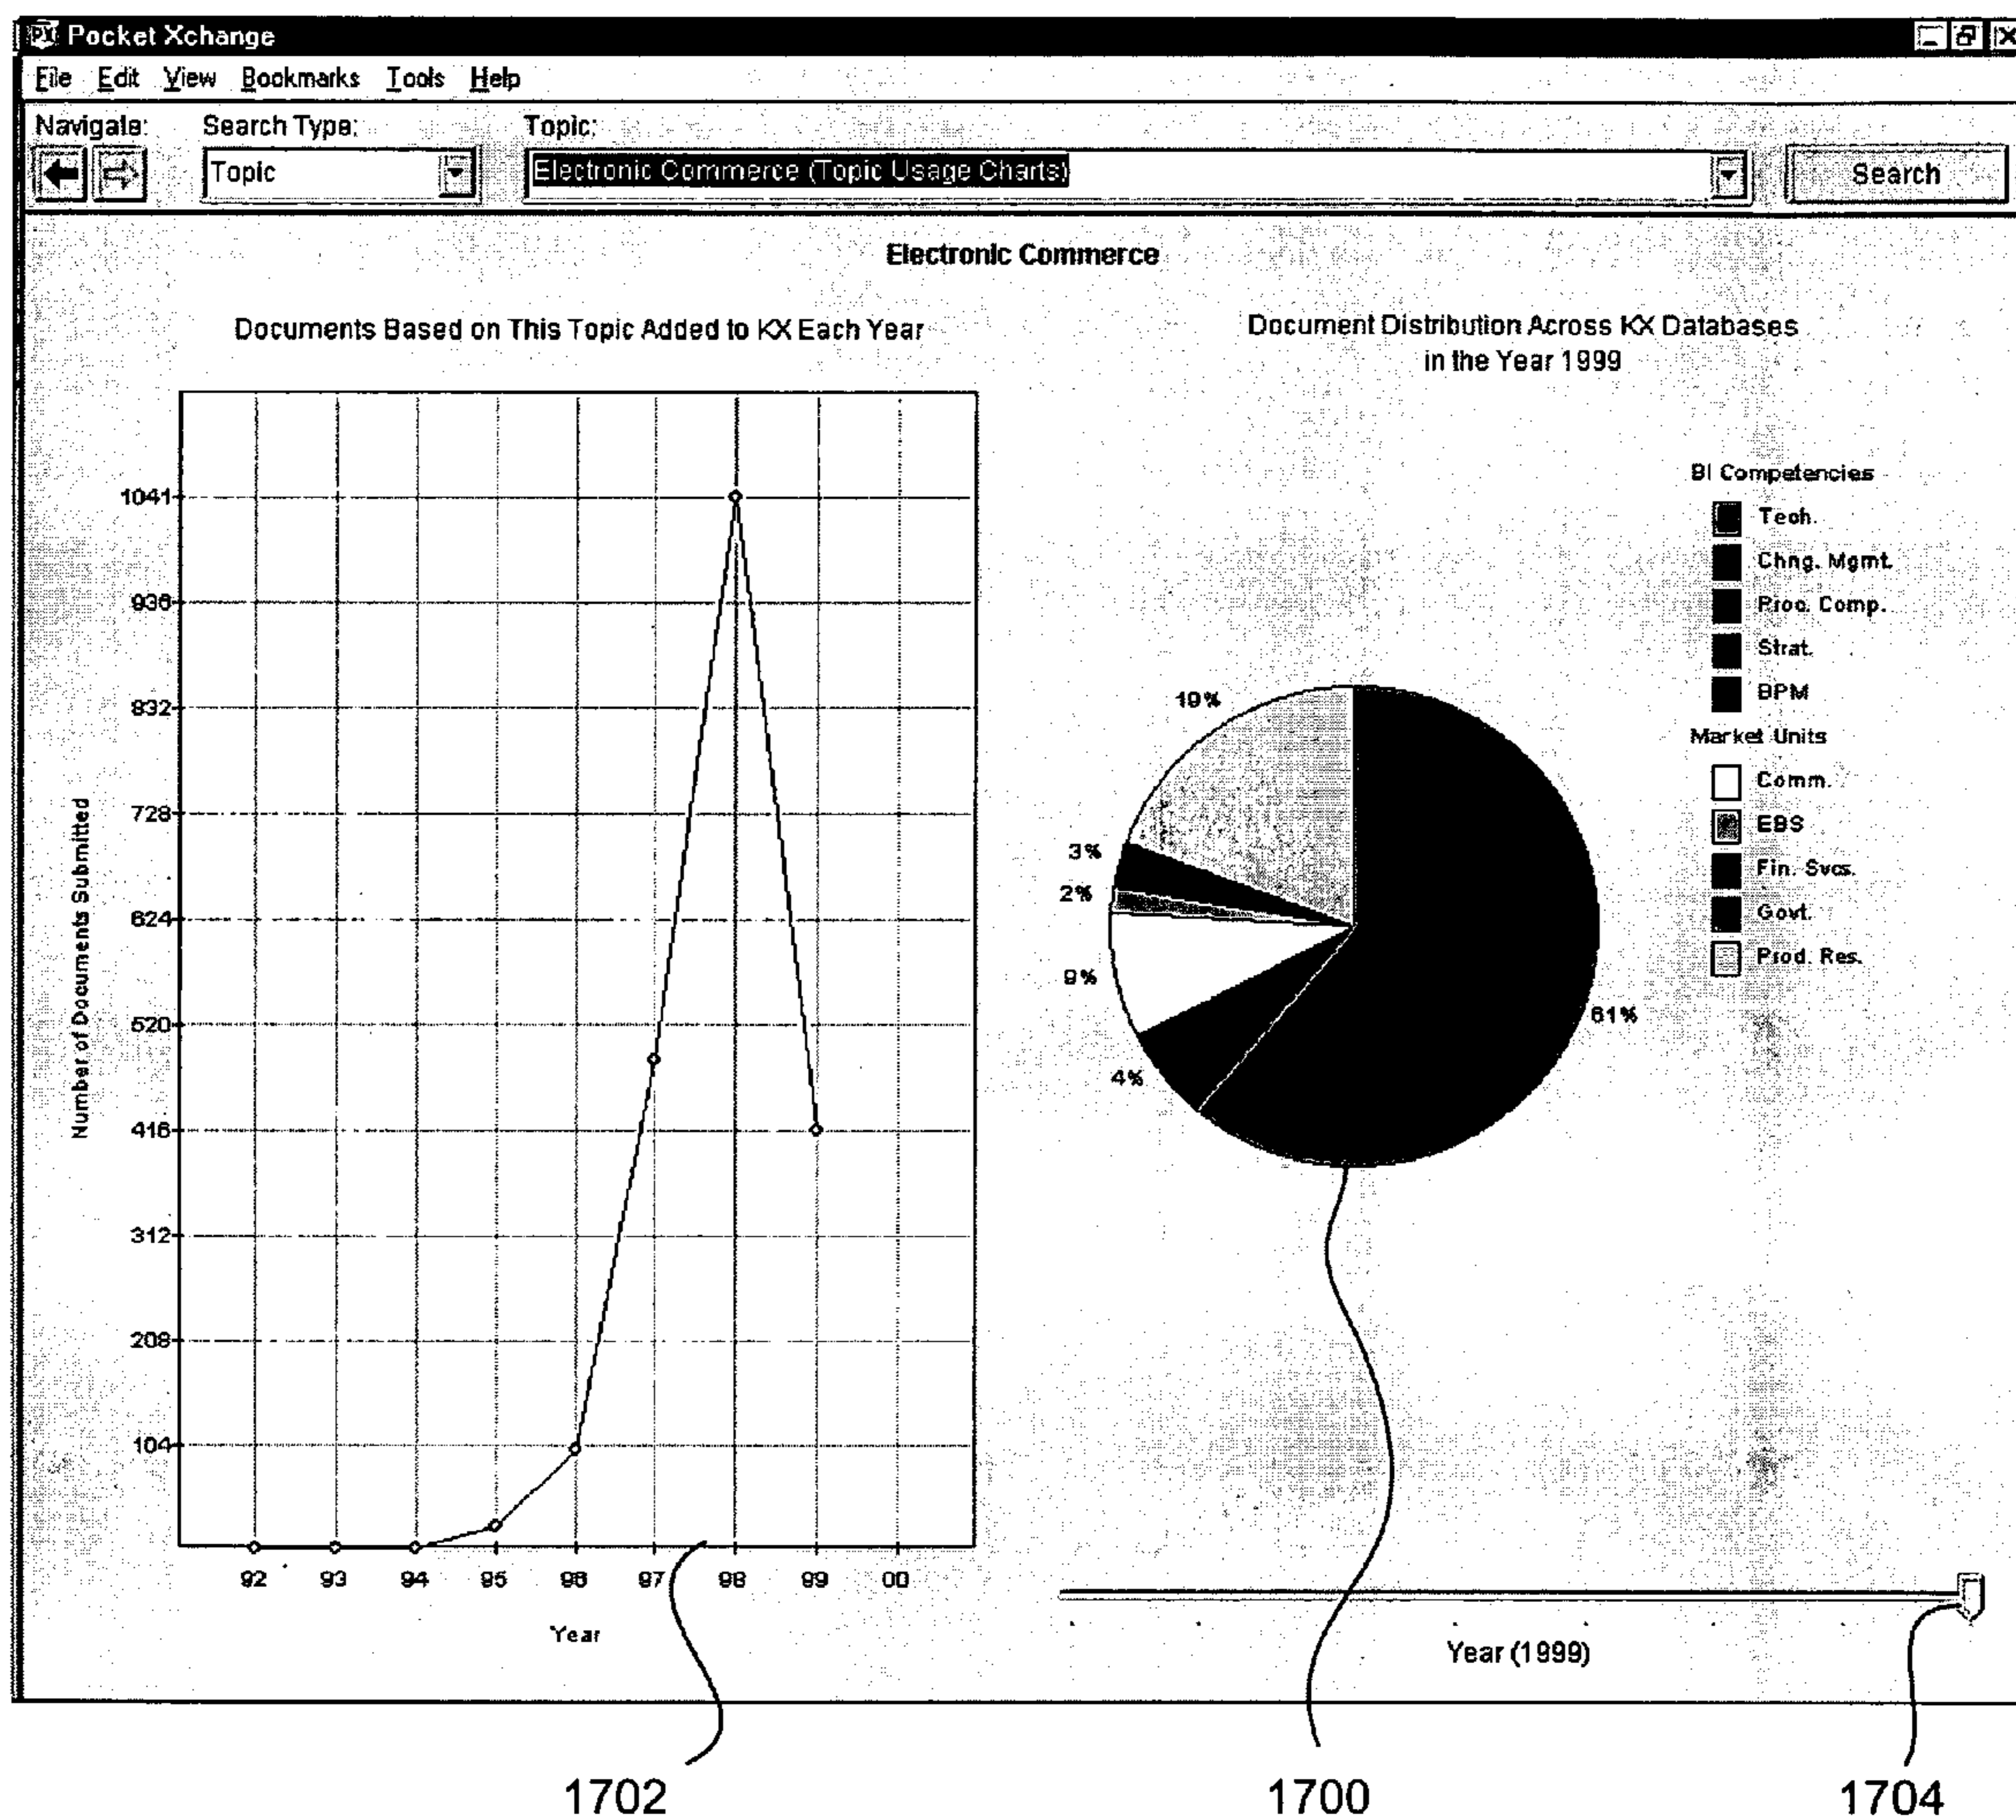 Pocket Xchange
File Edit View Bookmarks Tools Help
Navigate: Search Type: Topic:
Topic Electronic Commerce (Topic Usage Charts) Search
Electronic Commerce
Documents Based on This Topic Added to KX Each Year
Document Distribution Across KX Databases
in the Year 1999
Number of Documents Submitted
1041
936
832
728
624
520
416
312
208
104
92 93 94 95 96 97 98 99 00
Year
19%
3%
2%
9%
4%
61%
BI Competencies
Tech.
Chng. Mgmt.
Proc. Comp.
Strat.
BPM
Market Units
Comm.
EBS
Fin. Svcs.
Govt.
Prod. Res.
Year (1999)
1702 1700 1704